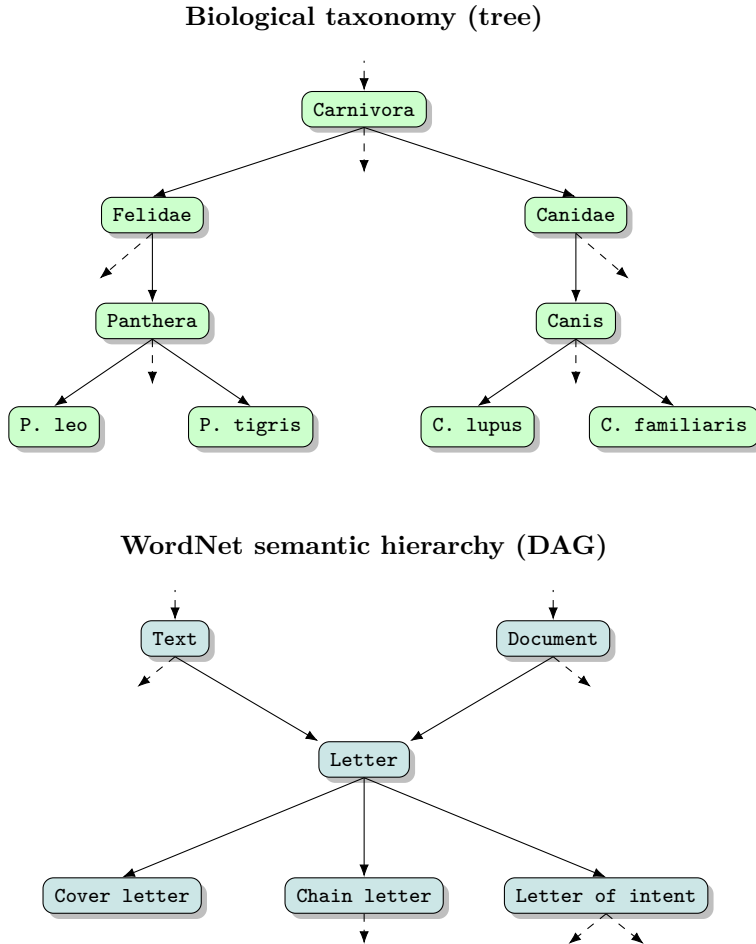 Biological taxonomy (tree)
Carnivora
Felidae
Canidae
Panthera
Canis
P. leo
P. tigris
C. lupus
C. familiaris
WordNet semantic hierarchy (DAG)
Text
Document
Letter
Cover letter
Chain letter
Letter of intent